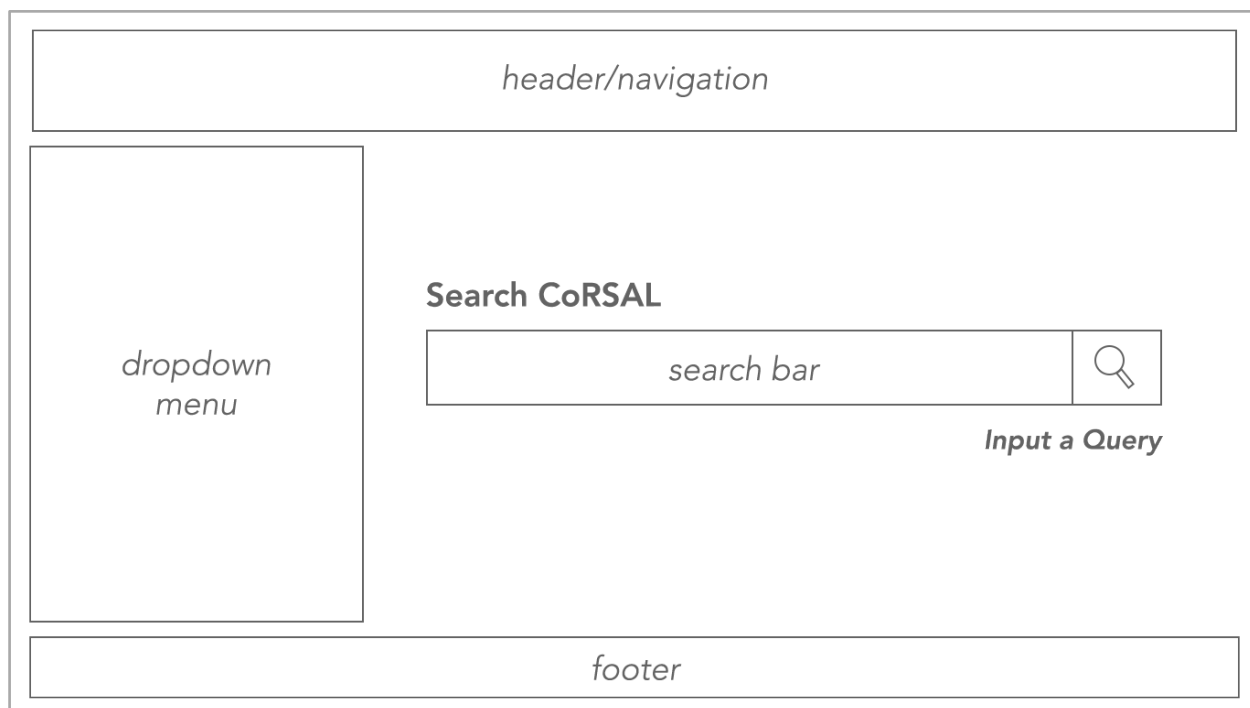 header/navigation
dropdown
menu
Search CoRSAL
search bar
Input a Query
footer